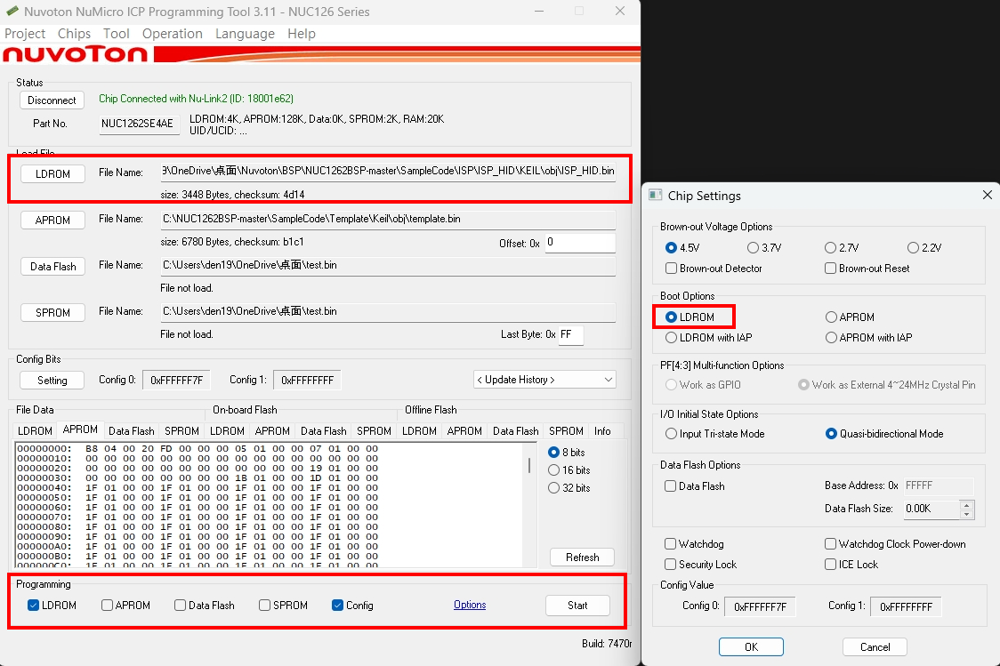 Nuvoton NuMicro ICP Programming Tool 3.11 - NUC126 Series
Project Chips Tool Operation Language Help
nuvoTon
Status
Disconnect Chip Connected with Nu-Link2 (ID: 18001e62)
Part No. NUC1262SE4AE LDROM:4K, APROM:128K, Data:0K, SPROM:2K, RAM:20K
UID/UCID: ...
Load File
LDROM File Name: 3\OneDrive\桌面\Nuvoton\BSP\NUC1262BSP-master\SampleCode\ISP\ISP_HID\KEIL\obj\ISP_HID.bin
size: 3448 Bytes, checksum: 4d14
APROM File Name: C:\NUC1262BSP-master\SampleCode\Template\Keil\obj\template.bin
size: 6780 Bytes, checksum: b1c1 Offset: 0x 0
Data Flash File Name: C:\Users\den19\OneDrive\桌面\test.bin
File not load.
SPROM File Name: C:\Users\den19\OneDrive\桌面\test.bin
File not load. Last Byte: 0x FF
Config Bits
Setting Config 0: 0xFFFFFF7F Config 1: 0xFFFFFFFF < Update History >
File Data On-board Flash Offline Flash
LDROM APROM Data Flash SPROM LDROM APROM Data Flash SPROM LDROM APROM Data Flash SPROM Info
00000000: B8 04 00 20 FD 00 00 00 05 01 00 00 07 01 00 00
00000010: 00 00 00 00 00 00 00 00 00 00 00 00 00 00 00 00
00000020: 00 00 00 00 00 00 00 00 00 00 00 00 19 01 00 00
00000030: 00 00 00 00 00 00 00 00 1B 01 00 00 1D 01 00 00
00000040: 1F 01 00 00 1F 01 00 00 1F 01 00 00 1F 01 00 00
00000050: 1F 01 00 00 1F 01 00 00 1F 01 00 00 1F 01 00 00
00000060: 1F 01 00 00 1F 01 00 00 1F 01 00 00 1F 01 00 00
00000070: 1F 01 00 00 1F 01 00 00 1F 01 00 00 1F 01 00 00
00000080: 1F 01 00 00 1F 01 00 00 1F 01 00 00 1F 01 00 00
00000090: 1F 01 00 00 1F 01 00 00 1F 01 00 00 1F 01 00 00
000000A0: 1F 01 00 00 1F 01 00 00 1F 01 00 00 1F 01 00 00
000000B0: 1F 01 00 00 1F 01 00 00 1F 01 00 00 1F 01 00 00
000000C0: 1F 01 00 00 1F 01 00 00 1F 01 00 00 1F 01 00 00
8 bits
16 bits
32 bits
Refresh
Programming
LDROM APROM Data Flash SPROM Config Options Start
Build: 7470r
Chip Settings
Brown-out Voltage Options
4.5V 3.7V 2.7V 2.2V
Brown-out Detector Brown-out Reset
Boot Options
LDROM APROM
LDROM with IAP APROM with IAP
PF[4:3] Multi-function Options
Work as GPIO Work as External 4~24MHz Crystal Pin
I/O Initial State Options
Input Tri-state Mode Quasi-bidirectional Mode
Data Flash Options
Data Flash Base Address: 0x FFFFF
Data Flash Size: 0.00K
Watchdog Watchdog Clock Power-down
Security Lock ICE Lock
Config Value
Config 0: 0xFFFFFF7F Config 1: 0xFFFFFFFF
OK Cancel